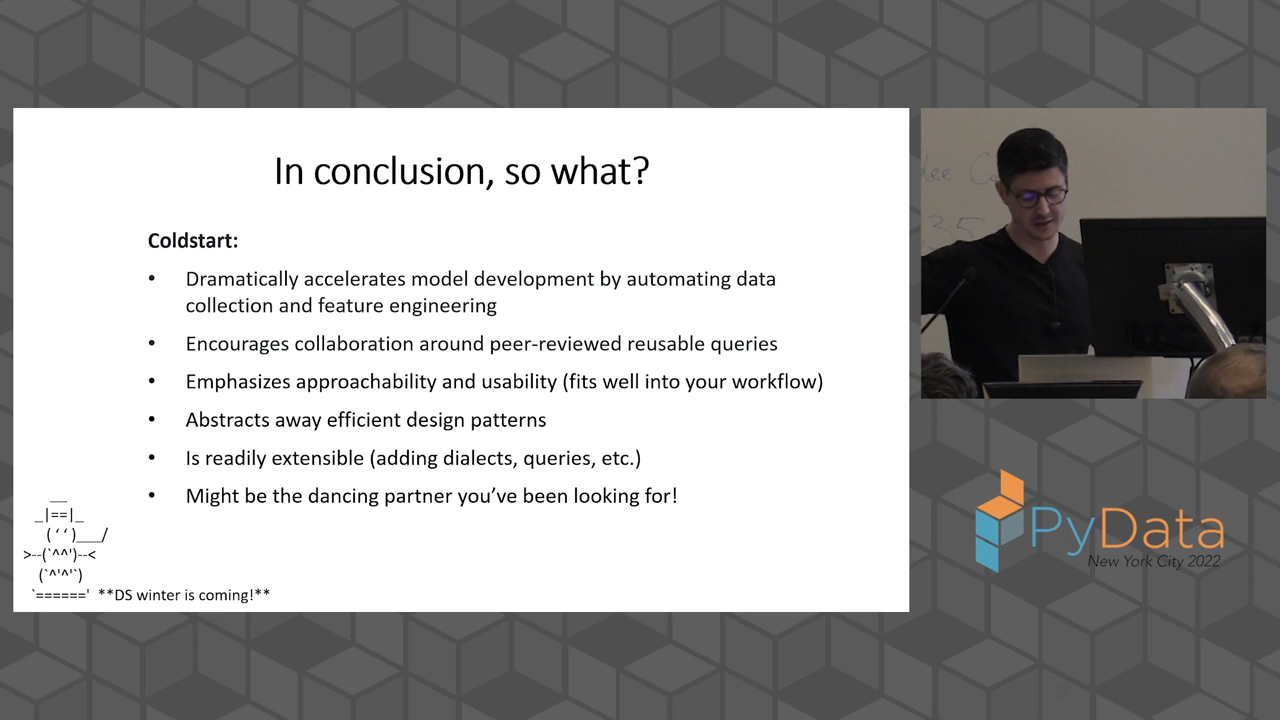 In conclusion, so what?
Coldstart:
• Dramatically accelerates model development by automating data
collection and feature engineering
• Encourages collaboration around peer-reviewed reusable queries
• Emphasizes approachability and usability (fits well into your workflow)
• Abstracts away efficient design patterns
• Is readily extensible (adding dialects, queries, etc.)
• Might be the dancing partner you’ve been looking for!
__
_|==|_
( ‘ ‘ )___/
>--(`^^')--<
(`^'^'`)
`======' **DS winter is coming!**
35
PyData
New York City 2022